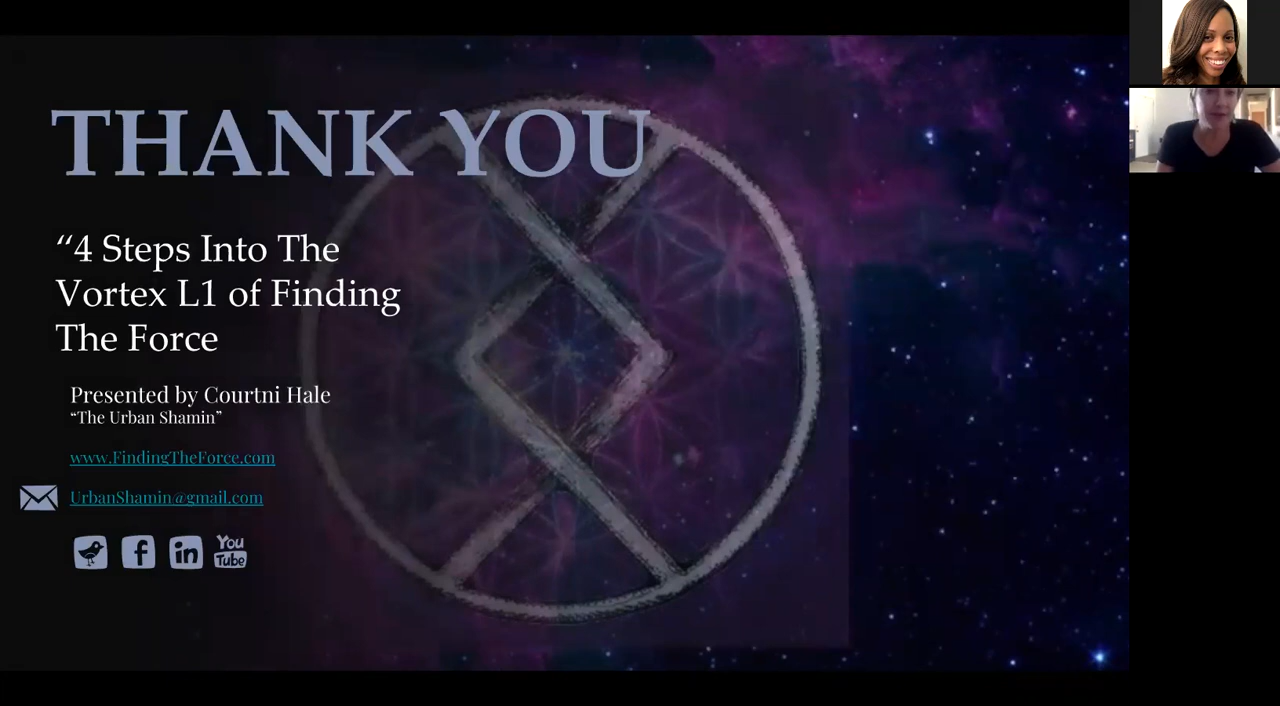 THANK YOU
“4 Steps Into The
Vortex L1 of Finding
The Force
Presented by Courtni Hale
“The Urban Shamin”
www.FindingTheForce.com
UrbanShamin@gmail.com
f in You
Tube